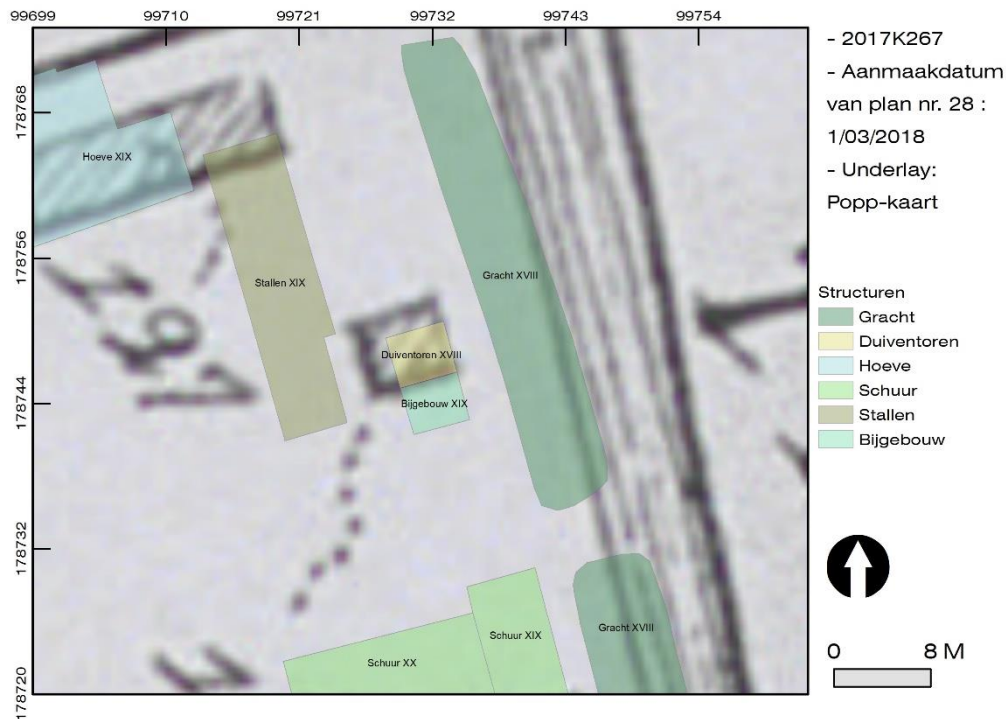 99699 99710 99721 99732 99743 99754
178768
178756
178744
178732
178720
Hoeve XIX
Stallen XIX
Gracht XVIII
Duiventoren XVIII
Bijgebouw XIX
Schuur XX
Schuur XIX
Gracht XVIII
197
- 2017K267
- Aanmaakdatum
van plan nr. 28 :
1/03/2018
- Underlay:
Popp-kaart
Structuren
Gracht
Duiventoren
Hoeve
Schuur
Stallen
Bijgebouw
0 8 M